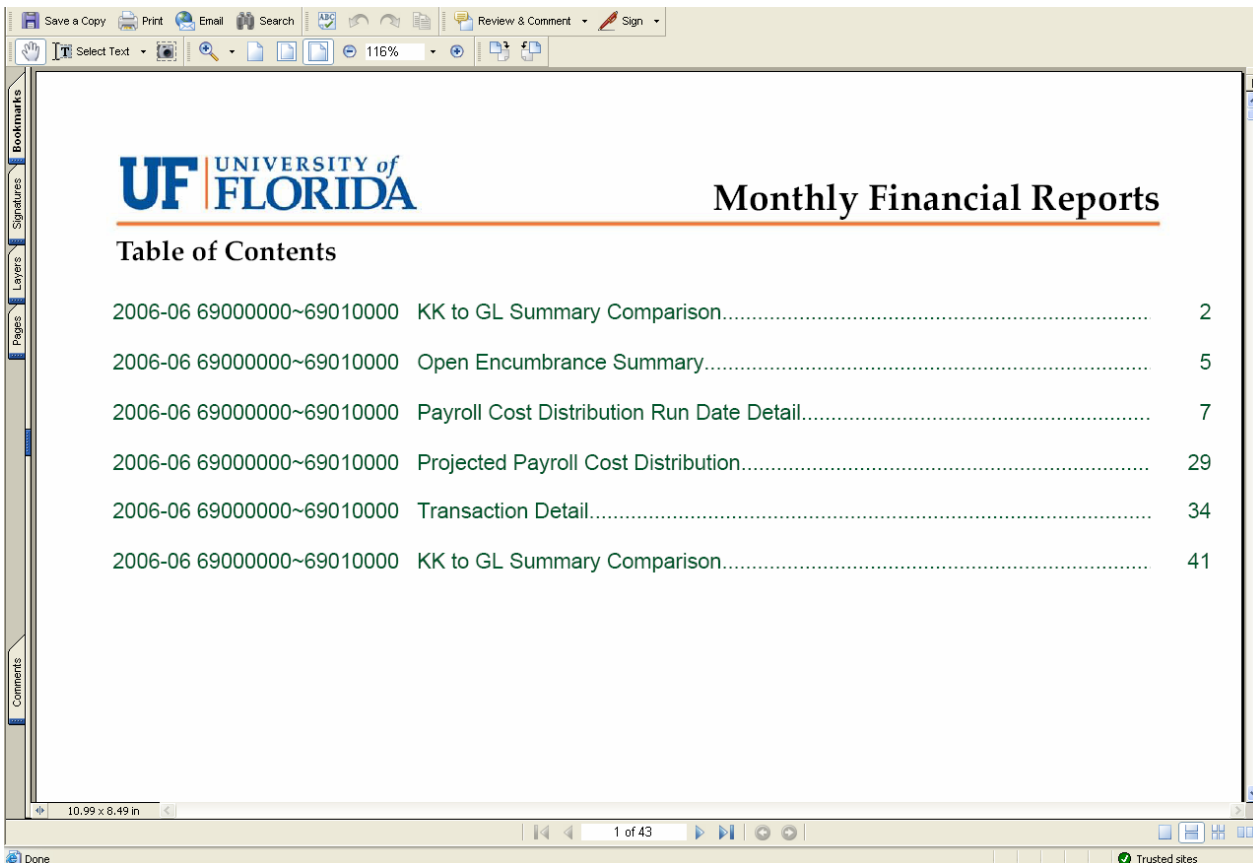 Save a Copy Print Email Search Review & Comment Sign
Select Text 116%
Bookmarks
Signatures
Layers
Pages
Comments
UF UNIVERSITY of FLORIDA
Monthly Financial Reports
Table of Contents
2006-06 69000000~69010000 KK to GL Summary Comparison........ 2
2006-06 69000000~69010000 Open Encumbrance Summary........ 5
2006-06 69000000~69010000 Payroll Cost Distribution Run Date Detail........ 7
2006-06 69000000~69010000 Projected Payroll Cost Distribution........ 29
2006-06 69000000~69010000 Transaction Detail........ 34
2006-06 69000000~69010000 KK to GL Summary Comparison........ 41
10.99 x 8.49 in
1 of 43
Done Trusted sites